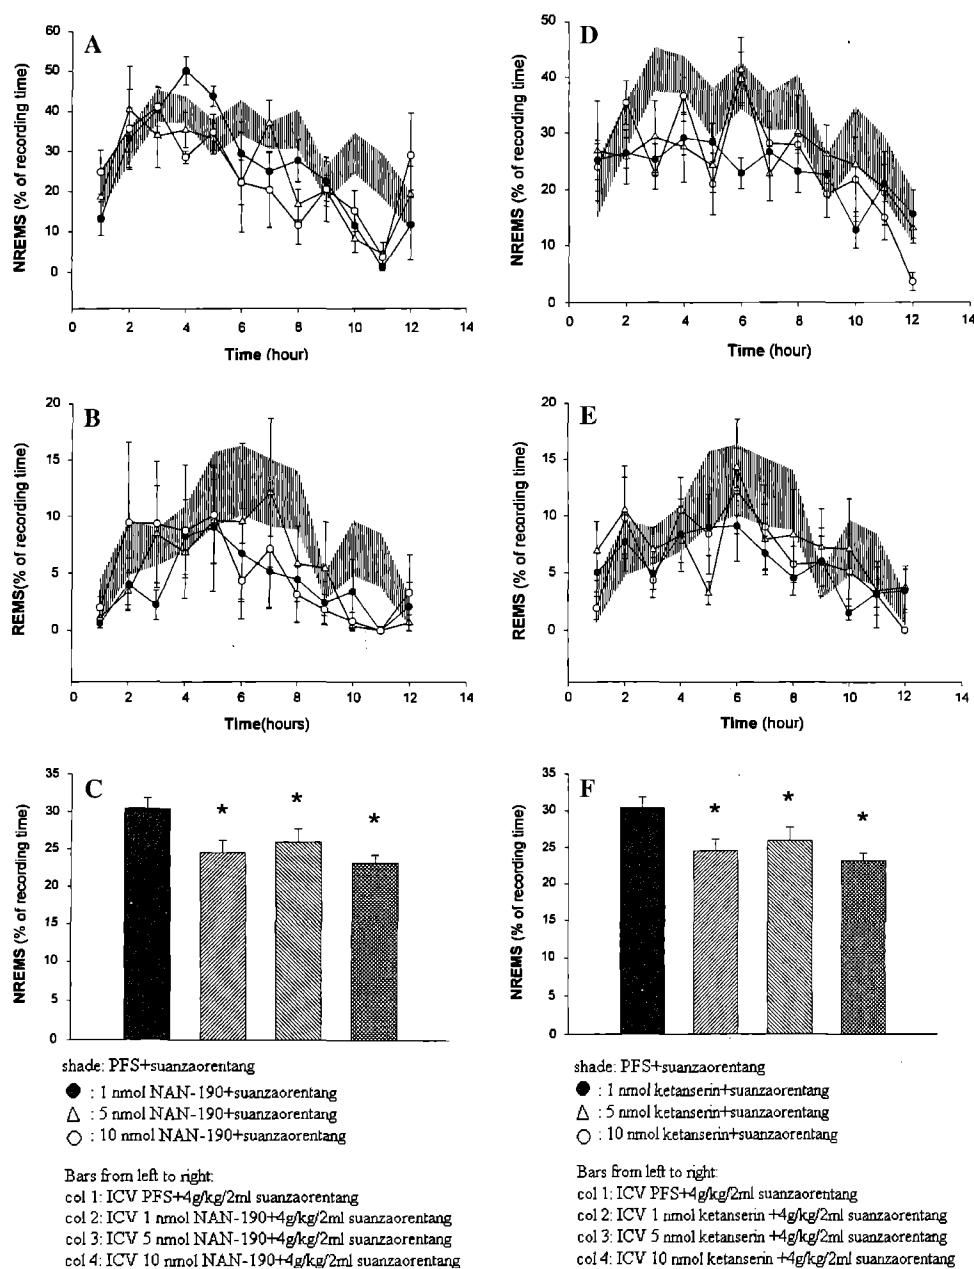 A
NREMS (% of recording time)
60
50
40
30
20
10
0
0 2 4 6 8 10 12 14
Time (hour)
D
NREMS (% of recording time)
50
40
30
20
10
0
0 2 4 6 8 10 12 14
Time (hour)
B
REMS(% of recording time)
20
15
10
5
0
0 2 4 6 8 10 12 14
Time(hours)
E
REMS (% of recording time)
20
15
10
5
0
0 2 4 6 8 10 12 14
Time (hour)
C
NREMS (% of recording time)
35
30
25
20
15
10
5
0
* * *
F
NREMS (% of recording time)
35
30
25
20
15
10
5
0
* * *
shade: PFS+suanzaorentang
: 1 nmol NAN-190+suanzaorentang
: 5 nmol NAN-190+suanzaorentang
: 10 nmol NAN-190+suanzaorentang
Bars from left to right:
col 1: ICV PFS+4g/kg/2ml suanzaorentang
col 2: ICV 1 nmol NAN-190+4g/kg/2ml suanzaorentang
col 3: ICV 5 nmol NAN-190+4g/kg/2ml suanzaorentang
col 4: ICV 10 nmol NAN-190+4g/kg/2ml suanzaorentang
shade: PFS+suanzaorentang
: 1 nmol ketanserin+suanzaorentang
: 5 nmol ketanserin+suanzaorentang
: 10 nmol ketanserin+suanzaorentang
Bars from left to right:
col 1: ICV PFS+4g/kg/2ml suanzaorentang
col 2: ICV 1 nmol ketanserin +4g/kg/2ml suanzaorentang
col 3: ICV 5 nmol ketanserin +4g/kg/2ml suanzaorentang
col 4: ICV 10 nmol ketanserin +4g/kg/2ml suanzaorentang